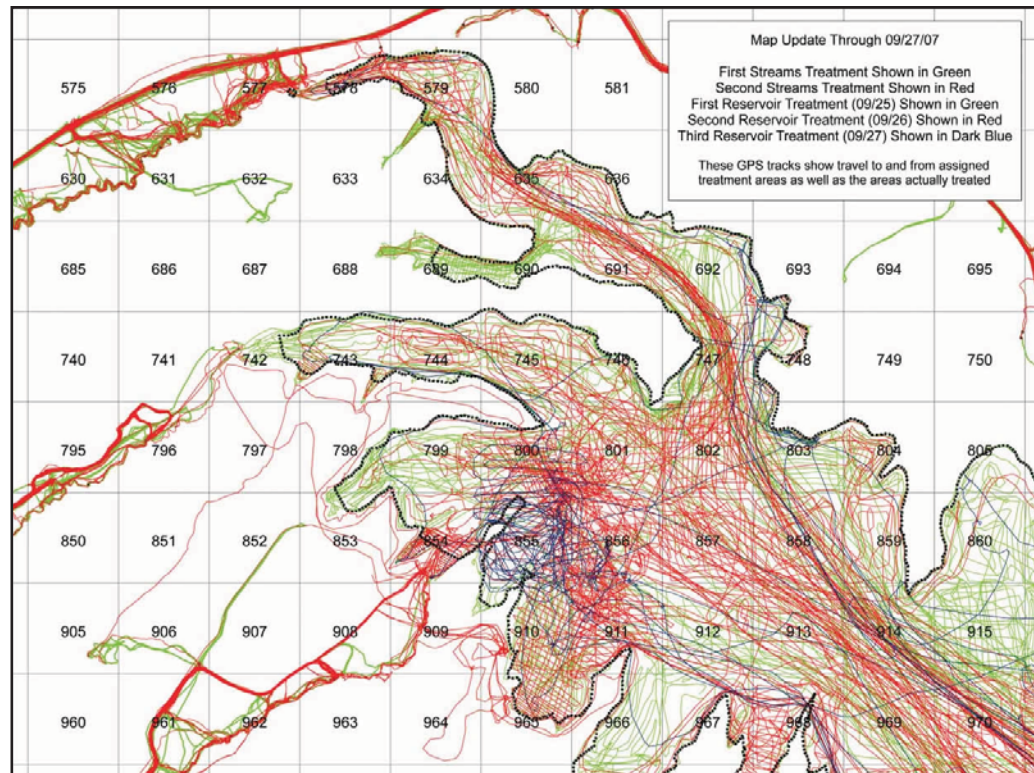 Map Update Through 09/27/07
First Streams Treatment Shown in Green
Second Streams Treatment Shown in Red
First Reservoir Treatment (09/25) Shown in Green
Second Reservoir Treatment (09/26) Shown in Red
Third Reservoir Treatment (09/27) Shown in Dark Blue
These GPS tracks show travel to and from assigned
treatment areas as well as the areas actually treated
575 576 577 578 579 580 581
630 631 632 633 634 635 636
685 686 687 688 689 690 691 692 693 694 695
740 741 742 743 744 745 746 747 748 749 750
795 796 797 798 799 800 801 802 803 804 805
850 851 852 853 854 855 856 857 858 859 860
905 906 907 908 909 910 911 912 913 914 915
960 961 962 963 964 965 966 967 968 969 970